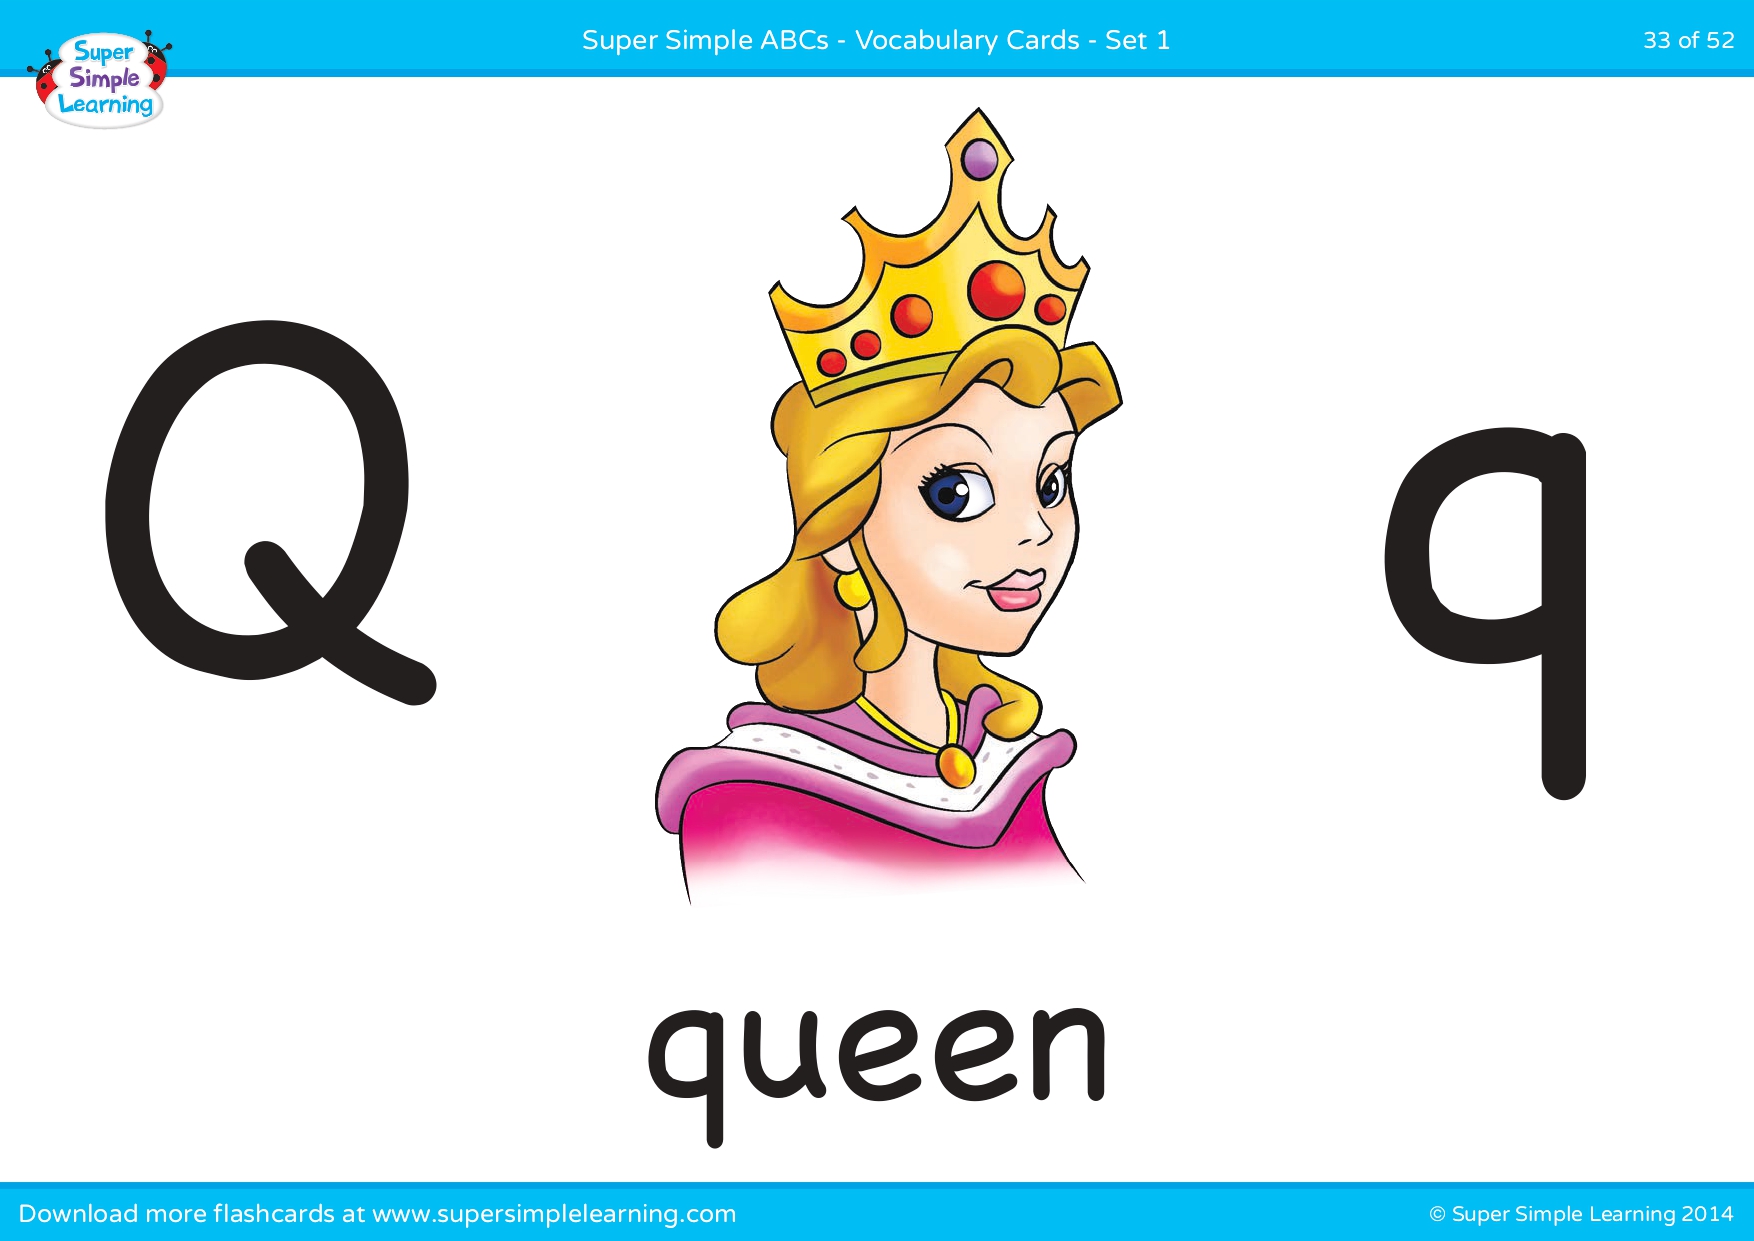 Super Simple ABCs - Vocabulary Cards - Set 1
33 of 52
Super
Simple
Learning
Q
q
queen
Download more flashcards at www.supersimplelearning.com
© Super Simple Learning 2014